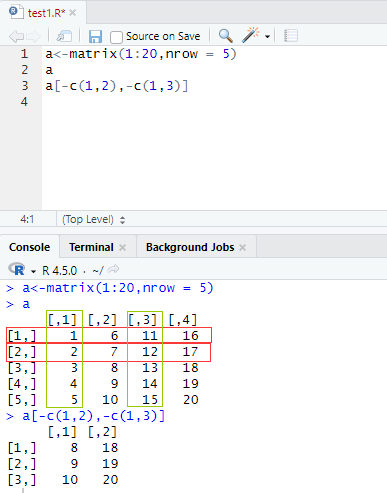 test1.R*
Source on Save
1 a<-matrix(1:20,nrow = 5)
2 a
3 a[-c(1,2),-c(1,3)]
4
4:1 (Top Level)
Console Terminal Background Jobs
R 4.5.0 · ~/
> a<-matrix(1:20,nrow = 5)
> a
     [,1] [,2] [,3] [,4]
[1,]    1    6   11   16
[2,]    2    7   12   17
[3,]    3    8   13   18
[4,]    4    9   14   19
[5,]    5   10   15   20
> a[-c(1,2),-c(1,3)]
     [,1] [,2]
[1,]    8   18
[2,]    9   19
[3,]   10   20